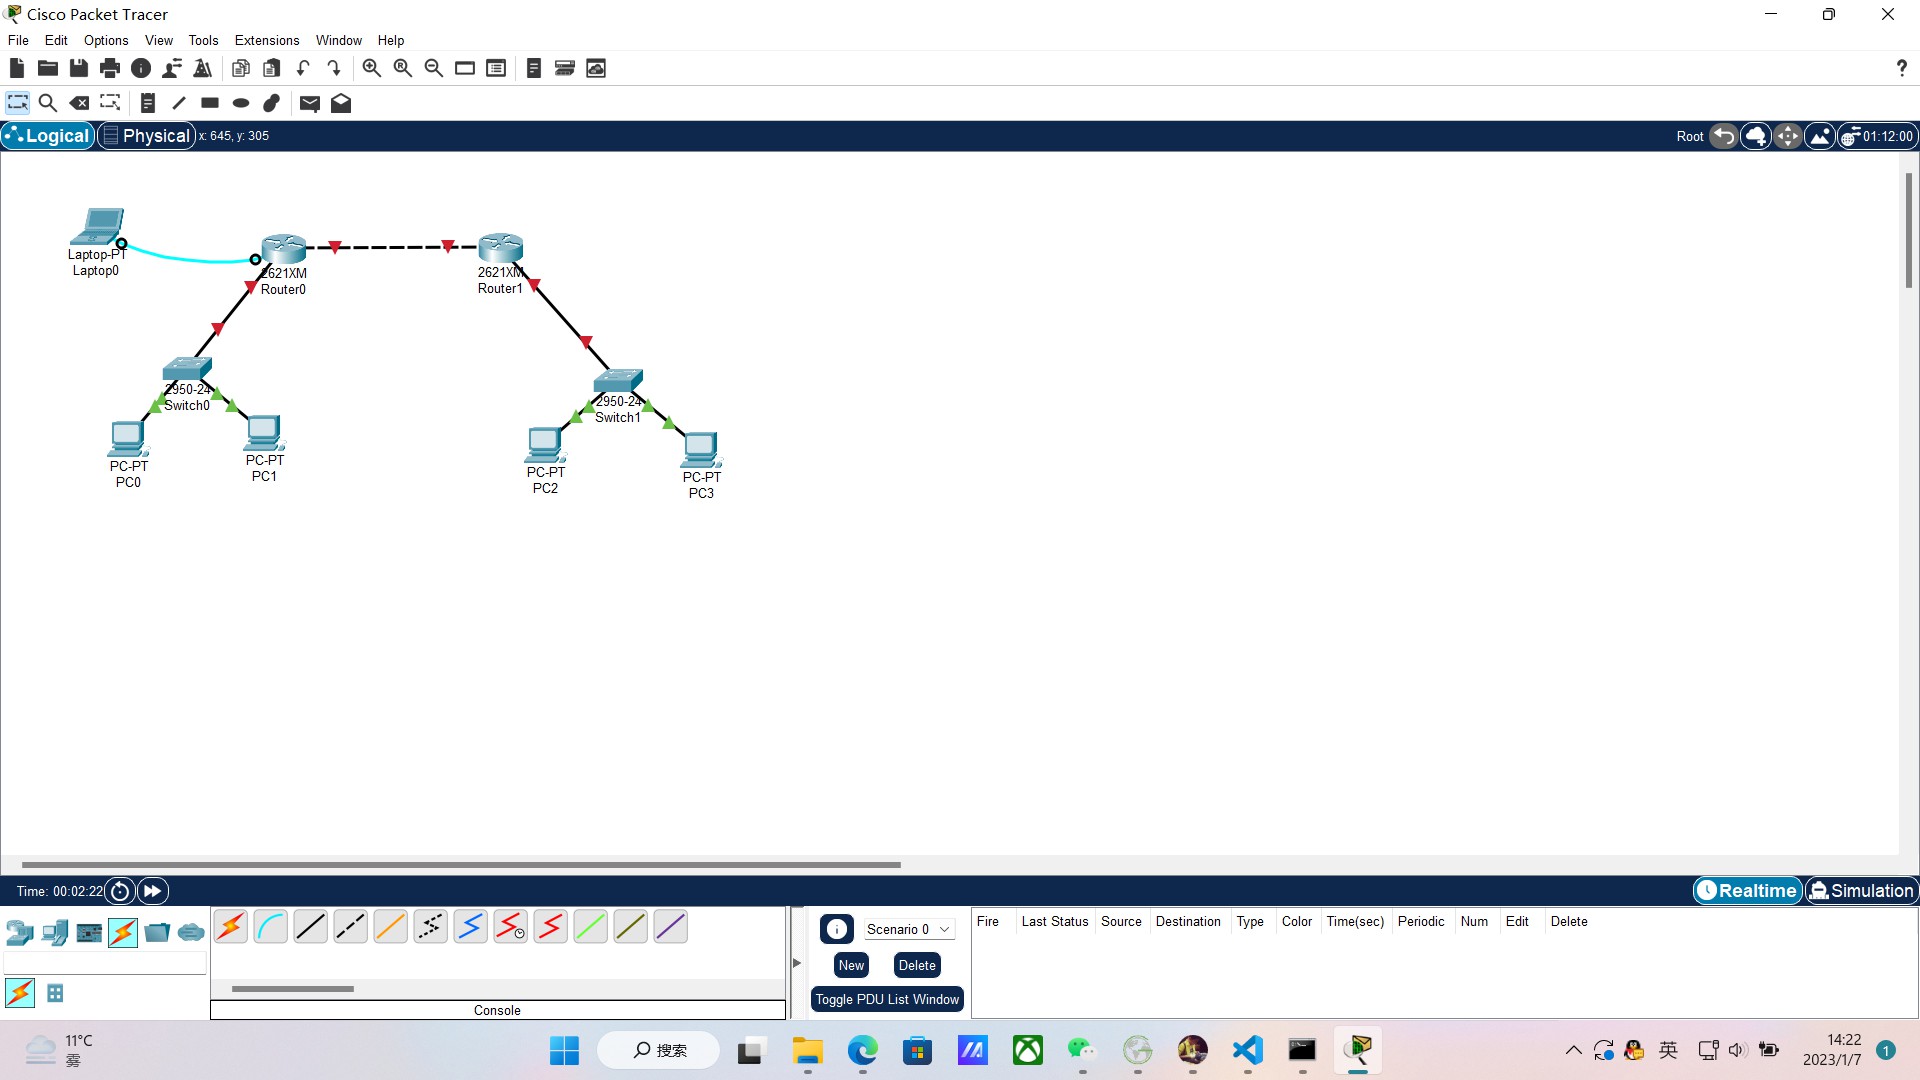 Cisco Packet Tracer
File Edit Options View Tools Extensions Window Help
?
Logical Physical x: 645, y: 305 Root 01:12:00
Laptop-PT
Laptop0
2621XM
Router0
2621XM
Router1
2950-24
Switch0
2950-24
Switch1
PC-PT
PC0
PC-PT
PC1
PC-PT
PC2
PC-PT
PC3
Time: 00:02:22 Realtime Simulation
Scenario 0
New Delete
Toggle PDU List Window
Fire Last Status Source Destination Type Color Time(sec) Periodic Num Edit Delete
Console
11°C
雾
搜索
英
14:22
2023/1/7
1